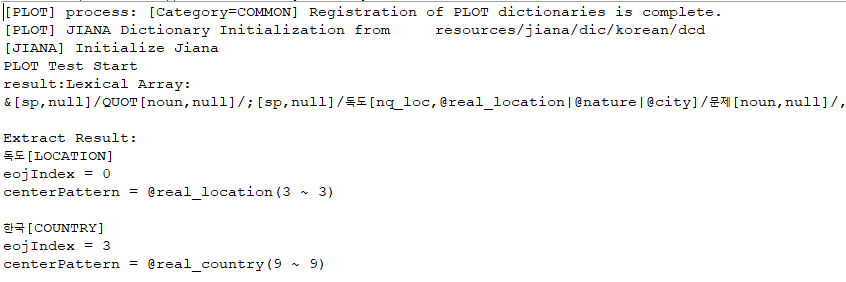 [PLOT] process: [Category=COMMON] Registration of PLOT dictionaries is complete.
[PLOT] JIANA Dictionary Initialization from    resources/jiana/dic/korean/dcd
[JIANA] Initialize Jiana
PLOT Test Start
result:Lexical Array:
&[sp,null]/QUOT[noun,null]/;[sp,null]/독도[nq_loc,@real_location|@nature|@city]/문제[noun,null]/,
Extract Result:
독도[LOCATION]
eojIndex = 0
centerPattern = @real_location(3 ~ 3)
한국[COUNTRY]
eojIndex = 3
centerPattern = @real_country(9 ~ 9)